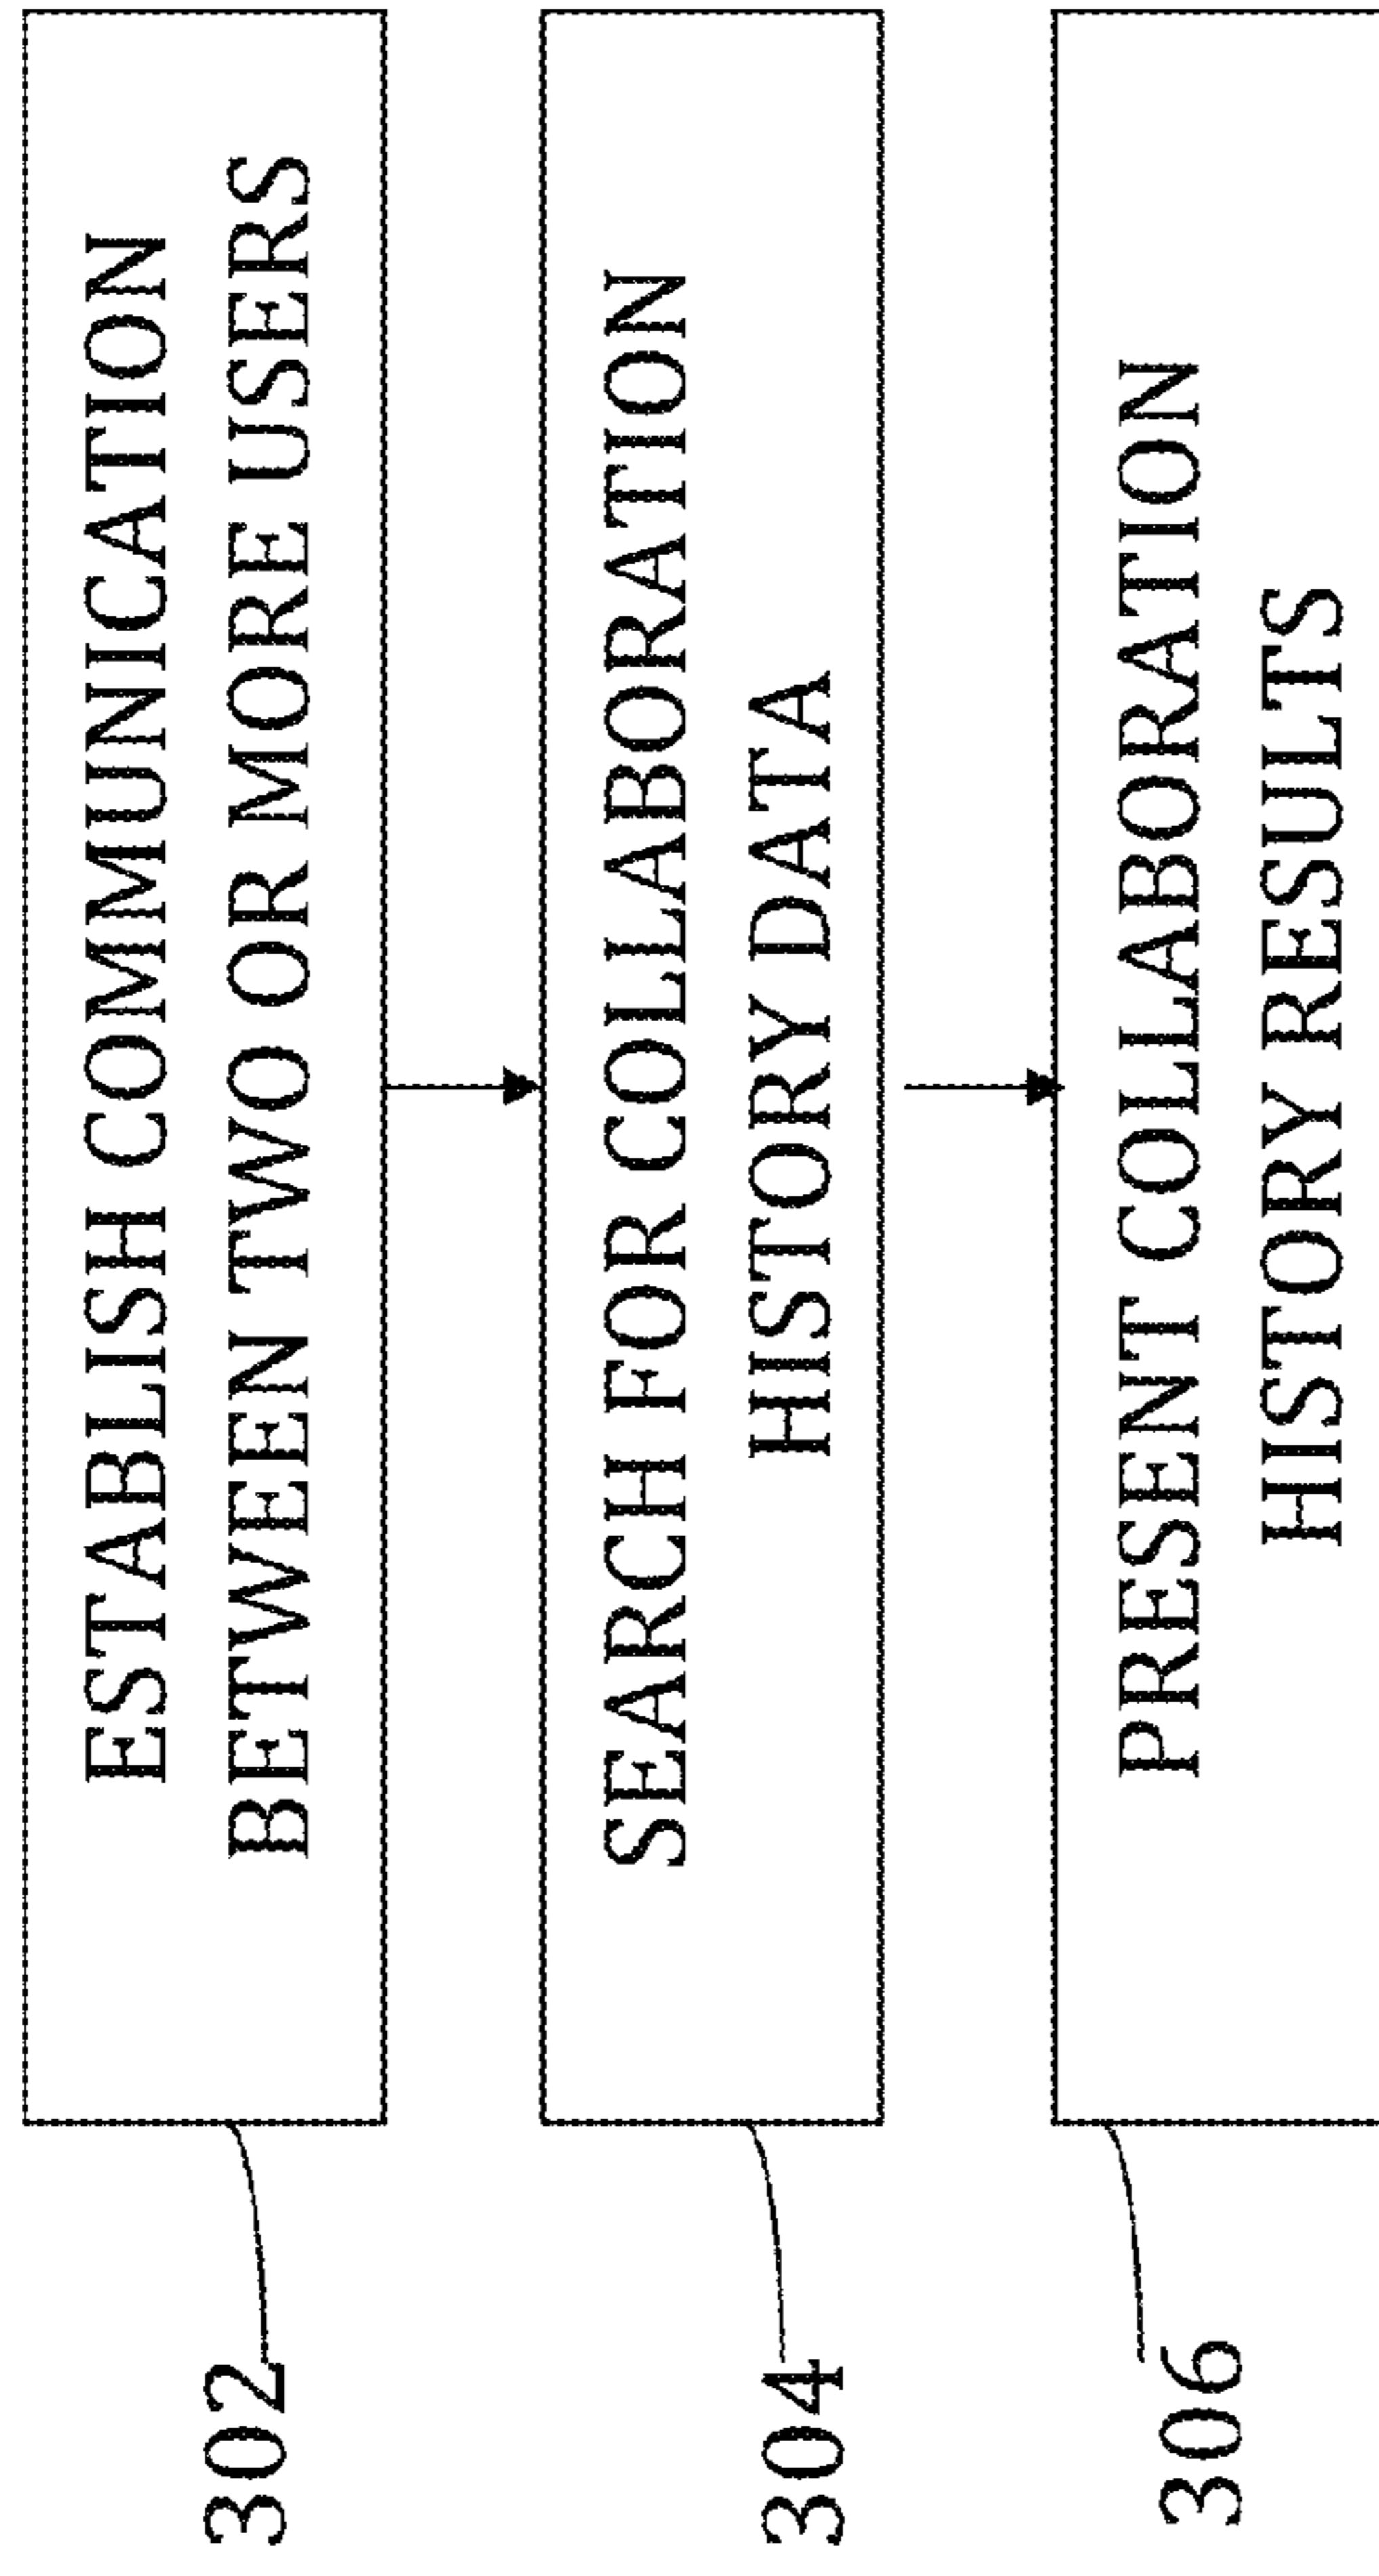 302
ESTABLISH COMMUNICATION
BETWEEN TWO OR MORE USERS
304
SEARCH FOR COLLABORATION
HISTORY DATA
306
PRESENT COLLABORATION
HISTORY RESULTS